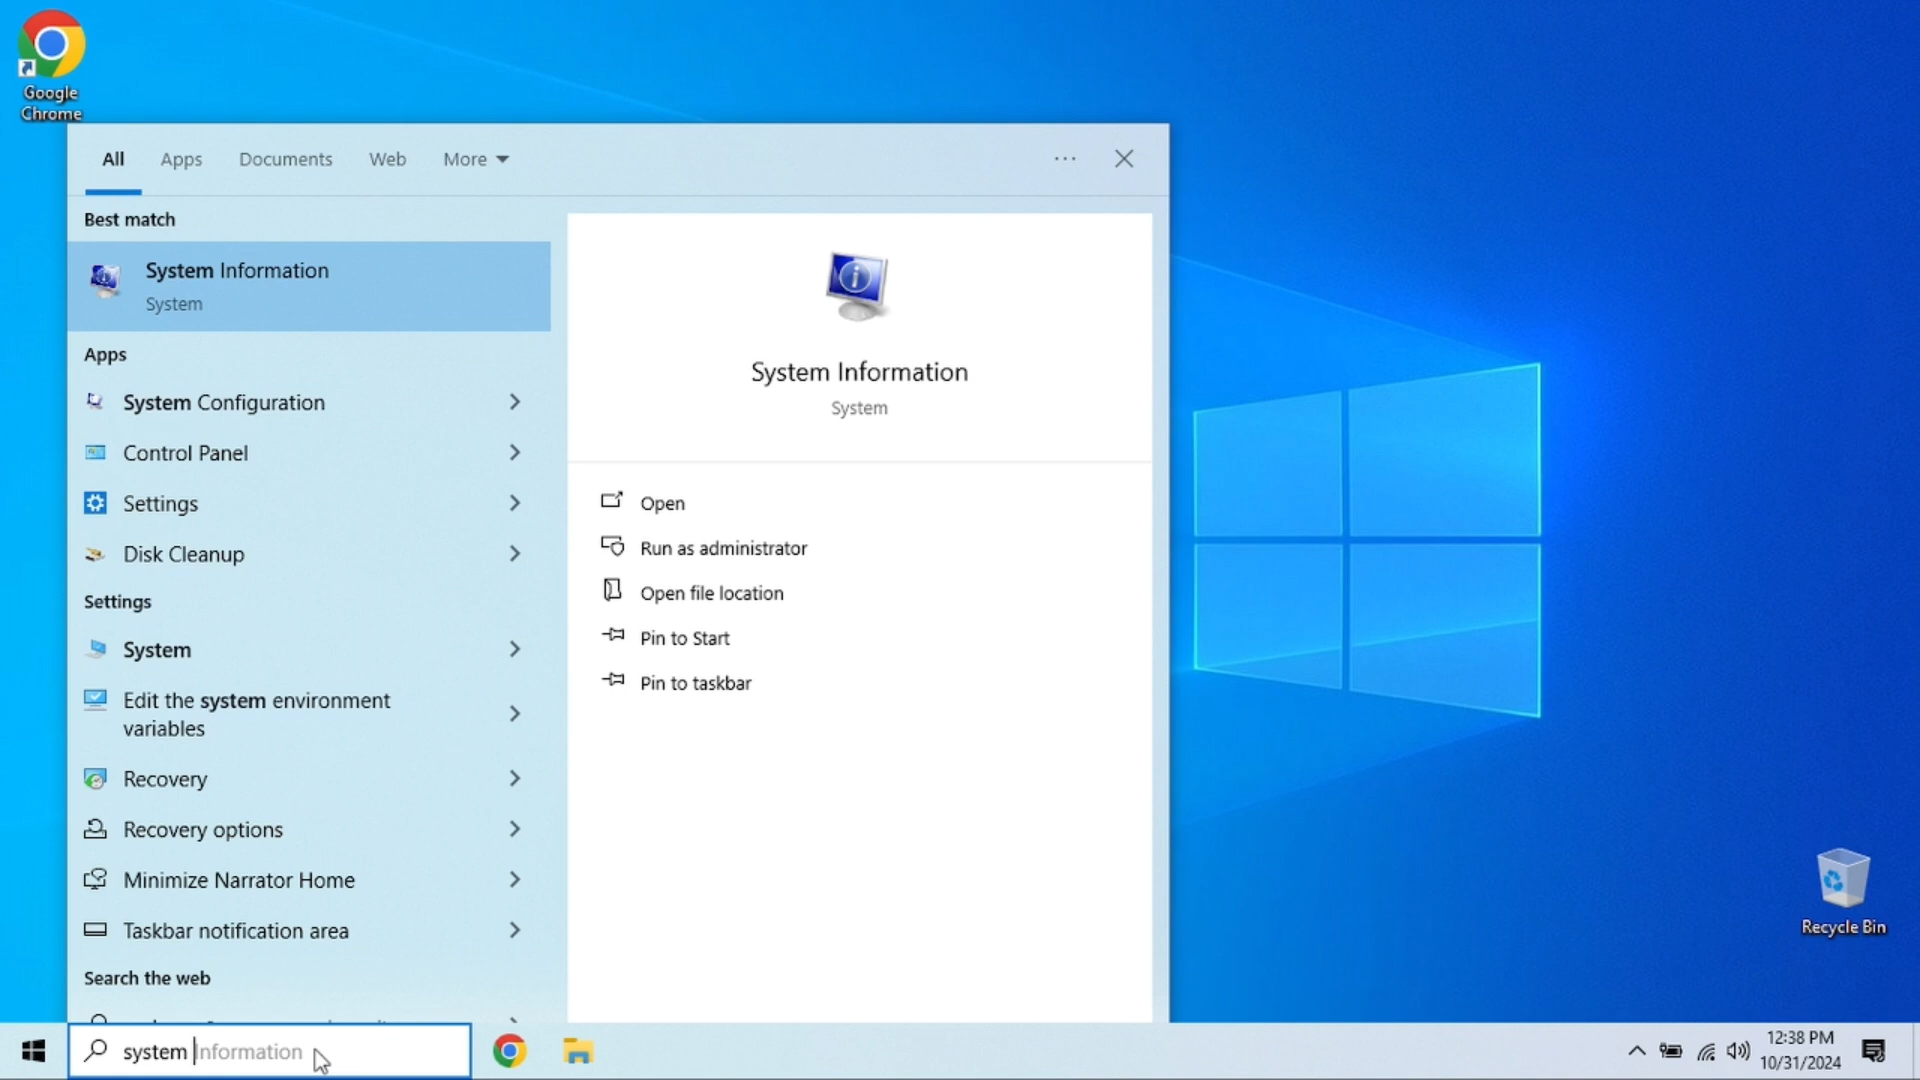 Google
Chrome
All
Apps
Documents
Web
More
Best match
System Information
System
Apps
System Configuration
Control Panel
Settings
Disk Cleanup
Settings
System
Edit the system environment
variables
Recovery
Recovery options
Minimize Narrator Home
Taskbar notification area
Search the web
System Information
System
Open
Run as administrator
Open file location
Pin to Start
Pin to taskbar
Recycle Bin
system Information
12:38 PM
10/31/2024